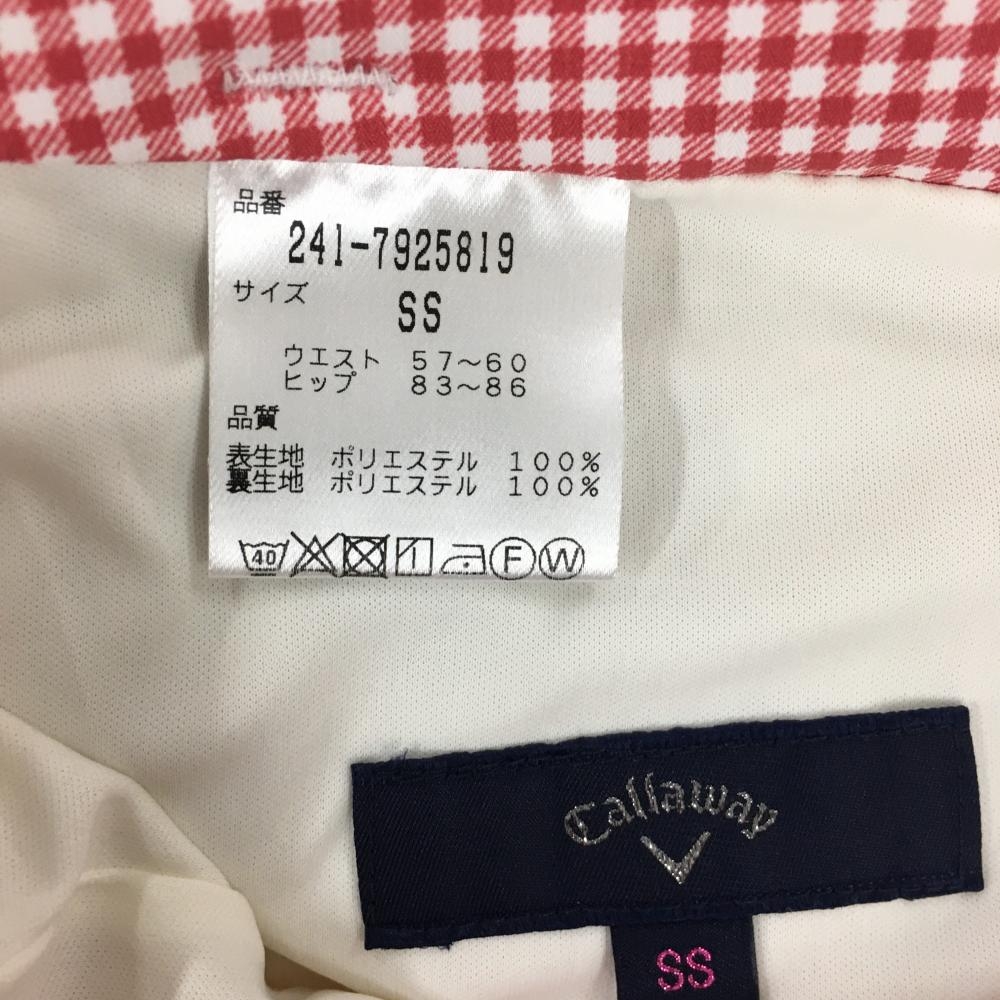 品番
241-7925819
サイズ
SS
ウエスト 57〜60
ヒップ 83〜86
品質
表生地 ポリエステル 100%
裏生地 ポリエステル 100%
40 F W
Callaway
SS